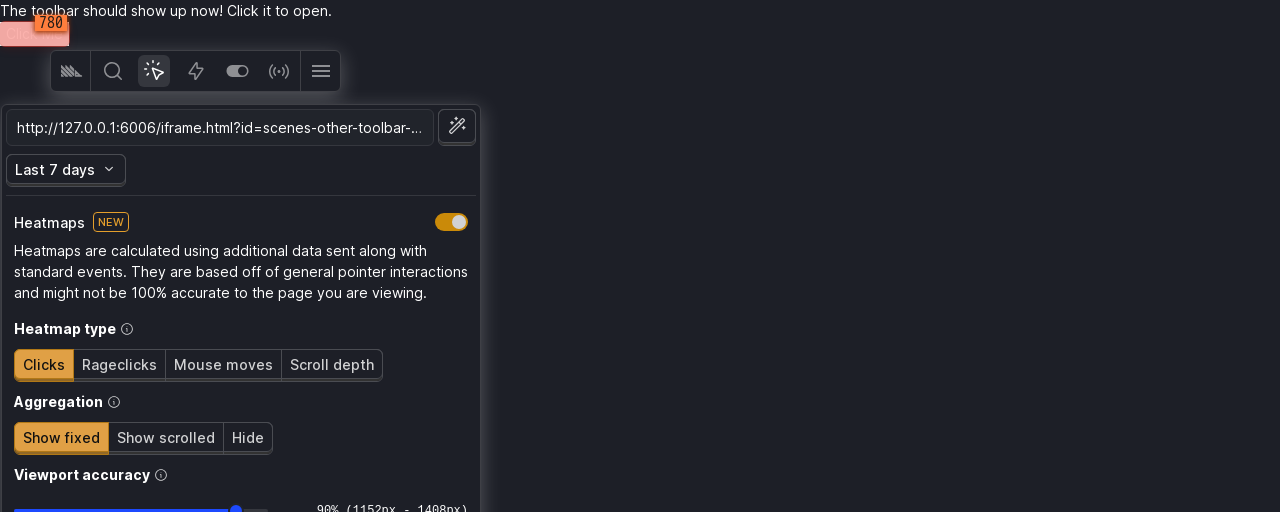 The toolbar should show up now! Click it to open.
780
Click me
http://127.0.0.1:6006/iframe.html?id=scenes-other-toolbar-...
Last 7 days
Heatmaps NEW
Heatmaps are calculated using additional data sent along with
standard events. They are based off of general pointer interactions
and might not be 100% accurate to the page you are viewing.
Heatmap type
Clicks Rageclicks Mouse moves Scroll depth
Aggregation
Show fixed Show scrolled Hide
Viewport accuracy
90% (1152px - 1408px)